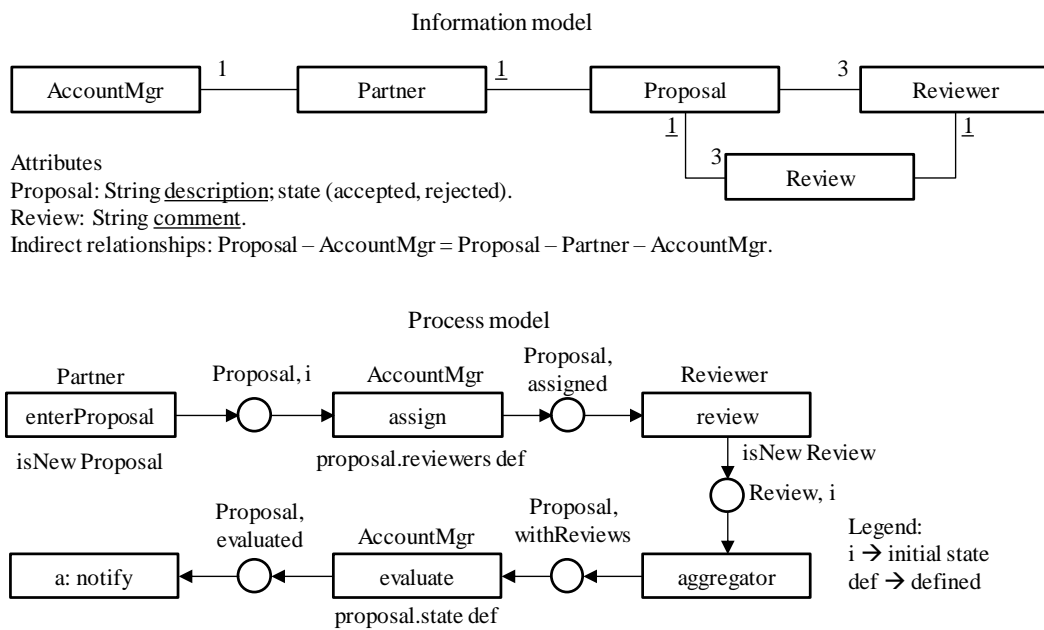 Information model
1
1
3
AccountMgr
Partner
Proposal
Reviewer
1
1
3
Review
Attributes
Proposal: String description; state (accepted, rejected).
Review: String comment.
Indirect relationships: Proposal – AccountMgr = Proposal – Partner – AccountMgr.
Process model
Partner
Proposal, i
AccountMgr
Proposal,
assigned
Reviewer
enterProposal
assign
review
isNew Proposal
proposal.reviewers def
isNew Review
Review, i
Proposal,
evaluated
AccountMgr
Proposal,
withReviews
Legend:
i → initial state
def → defined
a: notify
evaluate
aggregator
proposal.state def